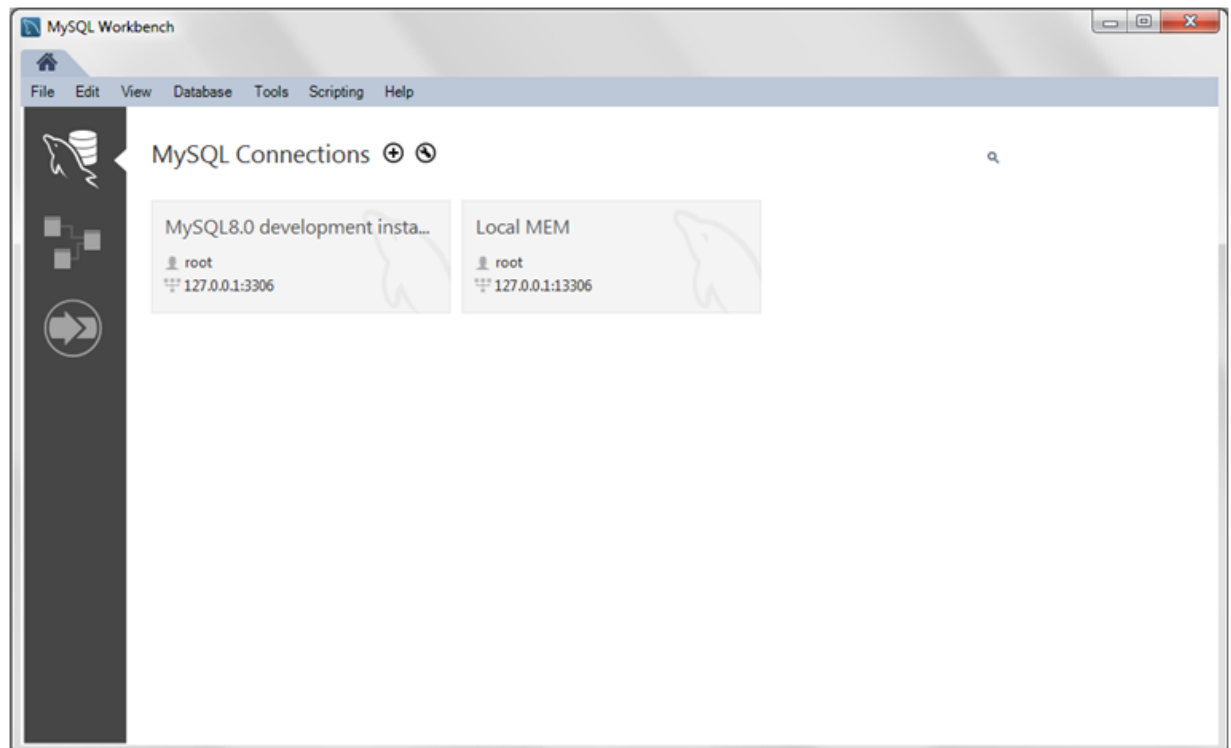 MySQL Workbench
File Edit View Database Tools Scripting Help
MySQL Connections
MySQL8.0 development insta...
root
127.0.0.1:3306
Local MEM
root
127.0.0.1:13306